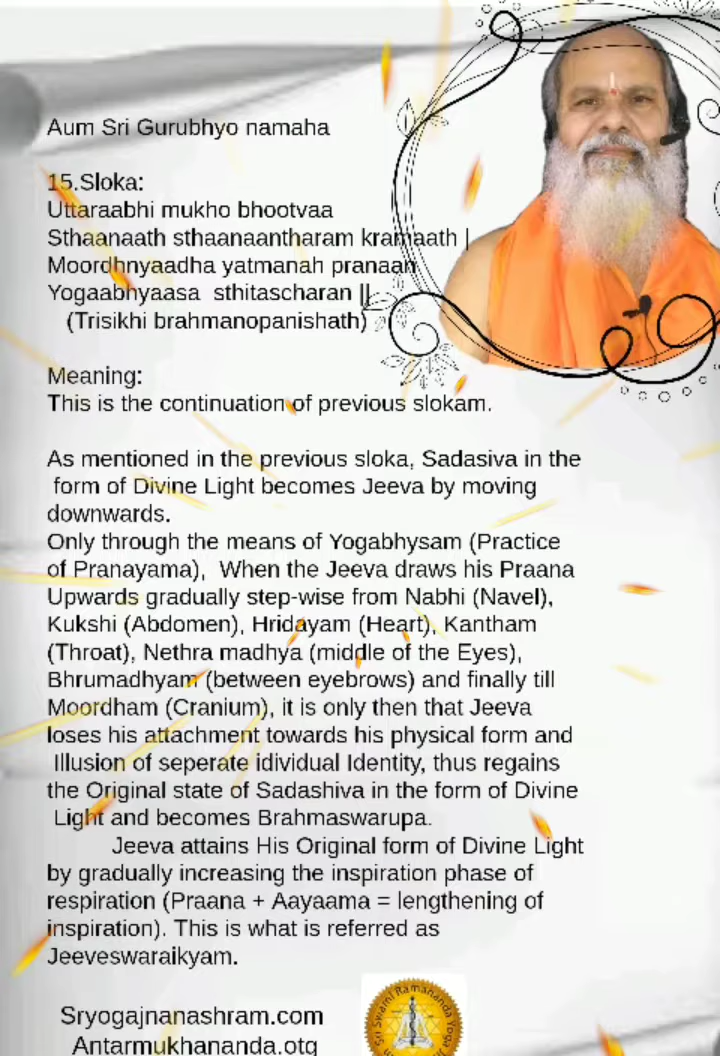 Aum Sri Gurubhyo namaha
15.Sloka:
Uttaraabhi mukho bhootvaa
Sthaanaath sthaanaantharam kramaath |
Moordhnyaadha yatmanah pranaan
Yogaabhyaasa sthitascharan ||
(Trisikhi brahmanopanishath)
Meaning:
This is the continuation of previous slokam.
As mentioned in the previous sloka, Sadasiva in the
form of Divine Light becomes Jeeva by moving
downwards.
Only through the means of Yogabhysam (Practice
of Pranayama), When the Jeeva draws his Praana
Upwards gradually step-wise from Nabhi (Navel),
Kukshi (Abdomen), Hridayam (Heart), Kantham
(Throat), Nethra madhya (middle of the Eyes),
Bhrumadhyam (between eyebrows) and finally till
Moordham (Cranium), it is only then that Jeeva
loses his attachment towards his physical form and
Illusion of seperate idividual Identity, thus regains
the Original state of Sadashiva in the form of Divine
Light and becomes Brahmaswarupa.
Jeeva attains His Original form of Divine Light
by gradually increasing the inspiration phase of
respiration (Praana + Aayaama = lengthening of
inspiration). This is what is referred as
Jeeveswaraikyam.
Sryogajnanashram.com
Antarmukhananda.otg
Sri Swami Ramananda Yoga